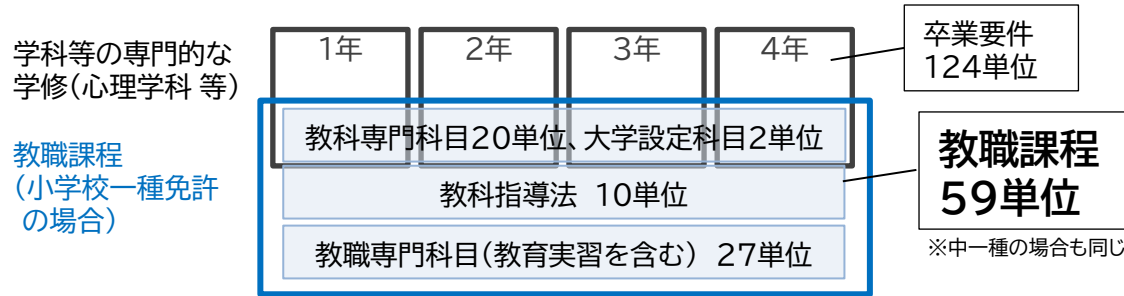 学科等の専門的な
学修(心理学科 等)
1年
2年
3年
4年
卒業要件
124単位
教職課程
(小学校一種免許
の場合)
教科専門科目20単位、大学設定科目2単位
教科指導法 10単位
教職専門科目(教育実習を含む) 27単位
教職課程
59単位
※中一種の場合も同じ